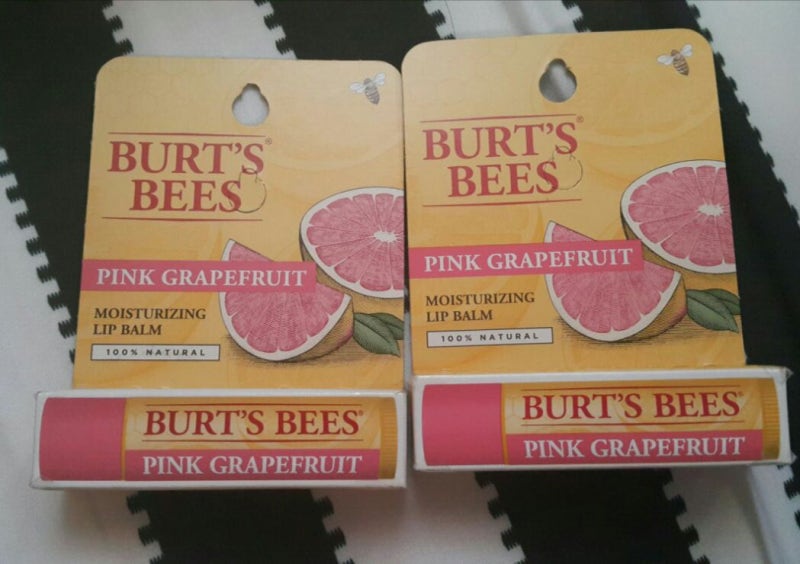 BURT'S
BEES®
PINK GRAPEFRUIT
MOISTURIZING
LIP BALM
100% NATURAL
BURT'S BEES®
PINK GRAPEFRUIT
BURT'S
BEES®
PINK GRAPEFRUIT
MOISTURIZING
LIP BALM
100% NATURAL
BURT'S BEES®
PINK GRAPEFRUIT